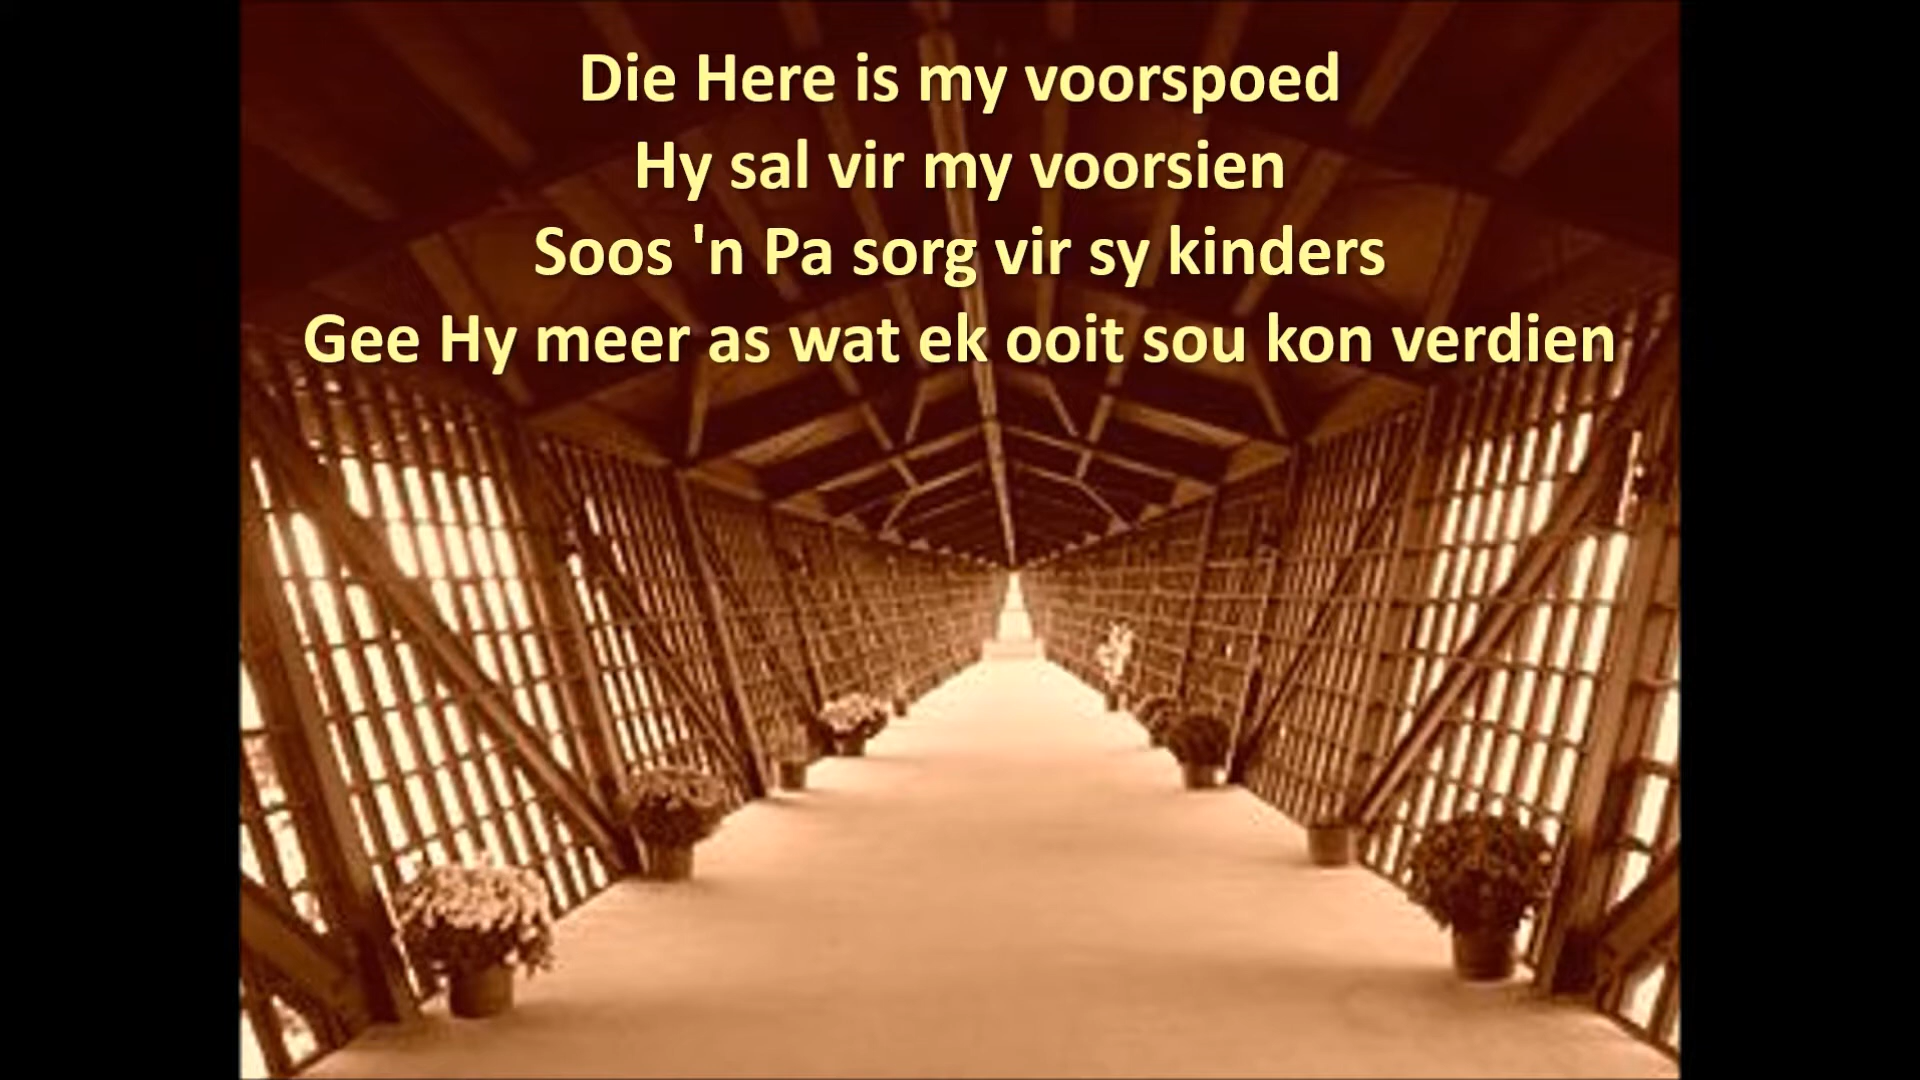 Die Here is my voorspoed
Hy sal vir my voorsien
Soos 'n Pa sorg vir sy kinders
Gee Hy meer as wat ek ooit sou kon verdien